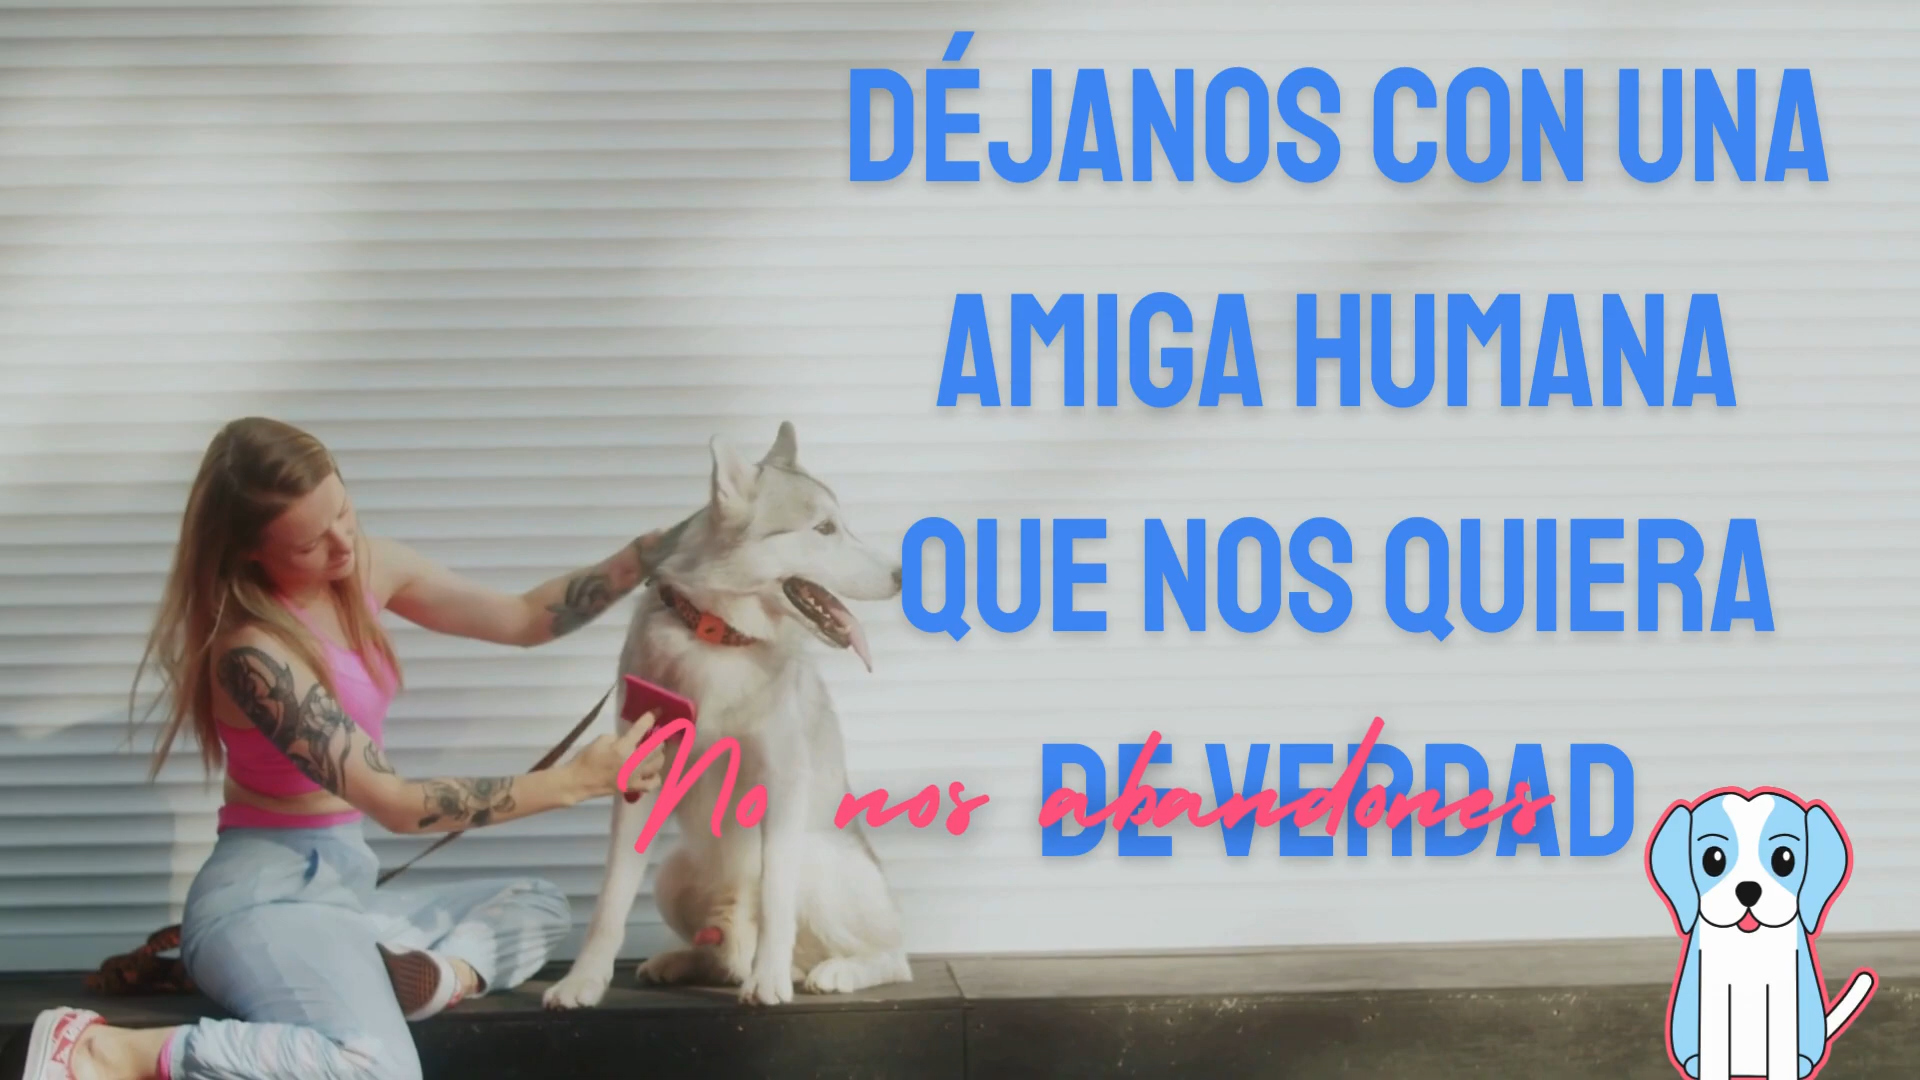 DÉJANOS CON UNA
AMIGA HUMANA
QUE NOS QUIERA
DE VERDAD
No nos abandones